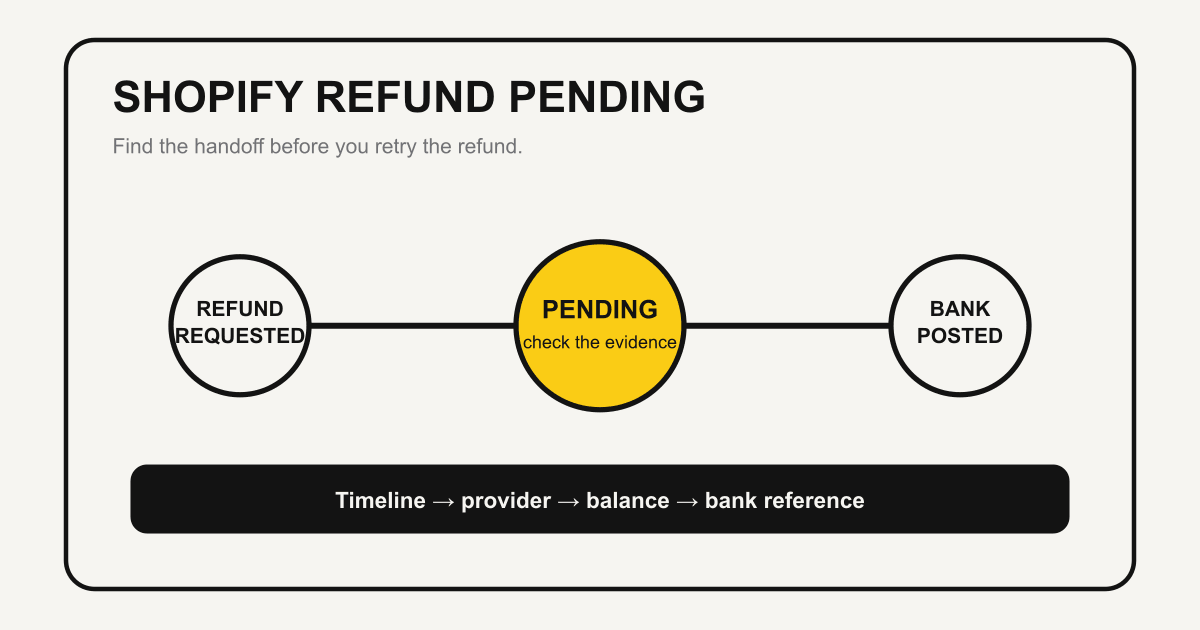 SHOPIFY REFUND PENDING
Find the handoff before you retry the refund.
REFUND
REQUESTED
PENDING
check the evidence
BANK
POSTED
Timeline → provider → balance → bank reference